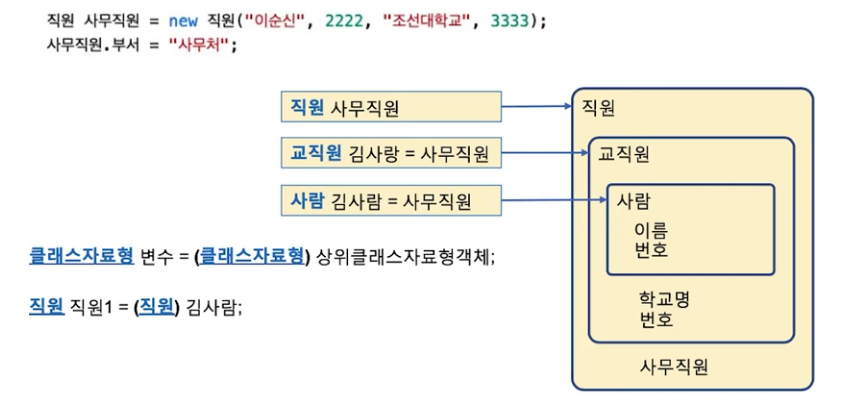 직원 사무직원 = new 직원("이순신", 2222, "조선대학교", 3333);
사무직원.부서 = "사무처";
직원 사무직원
교직원 김사랑 = 사무직원
사람 김사람 = 사무직원
직원
교직원
사람
이름
번호
학교명
번호
사무직원
클래스자료형 변수 = (클래스자료형) 상위클래스자료형객체;
직원 직원1 = (직원) 김사람;